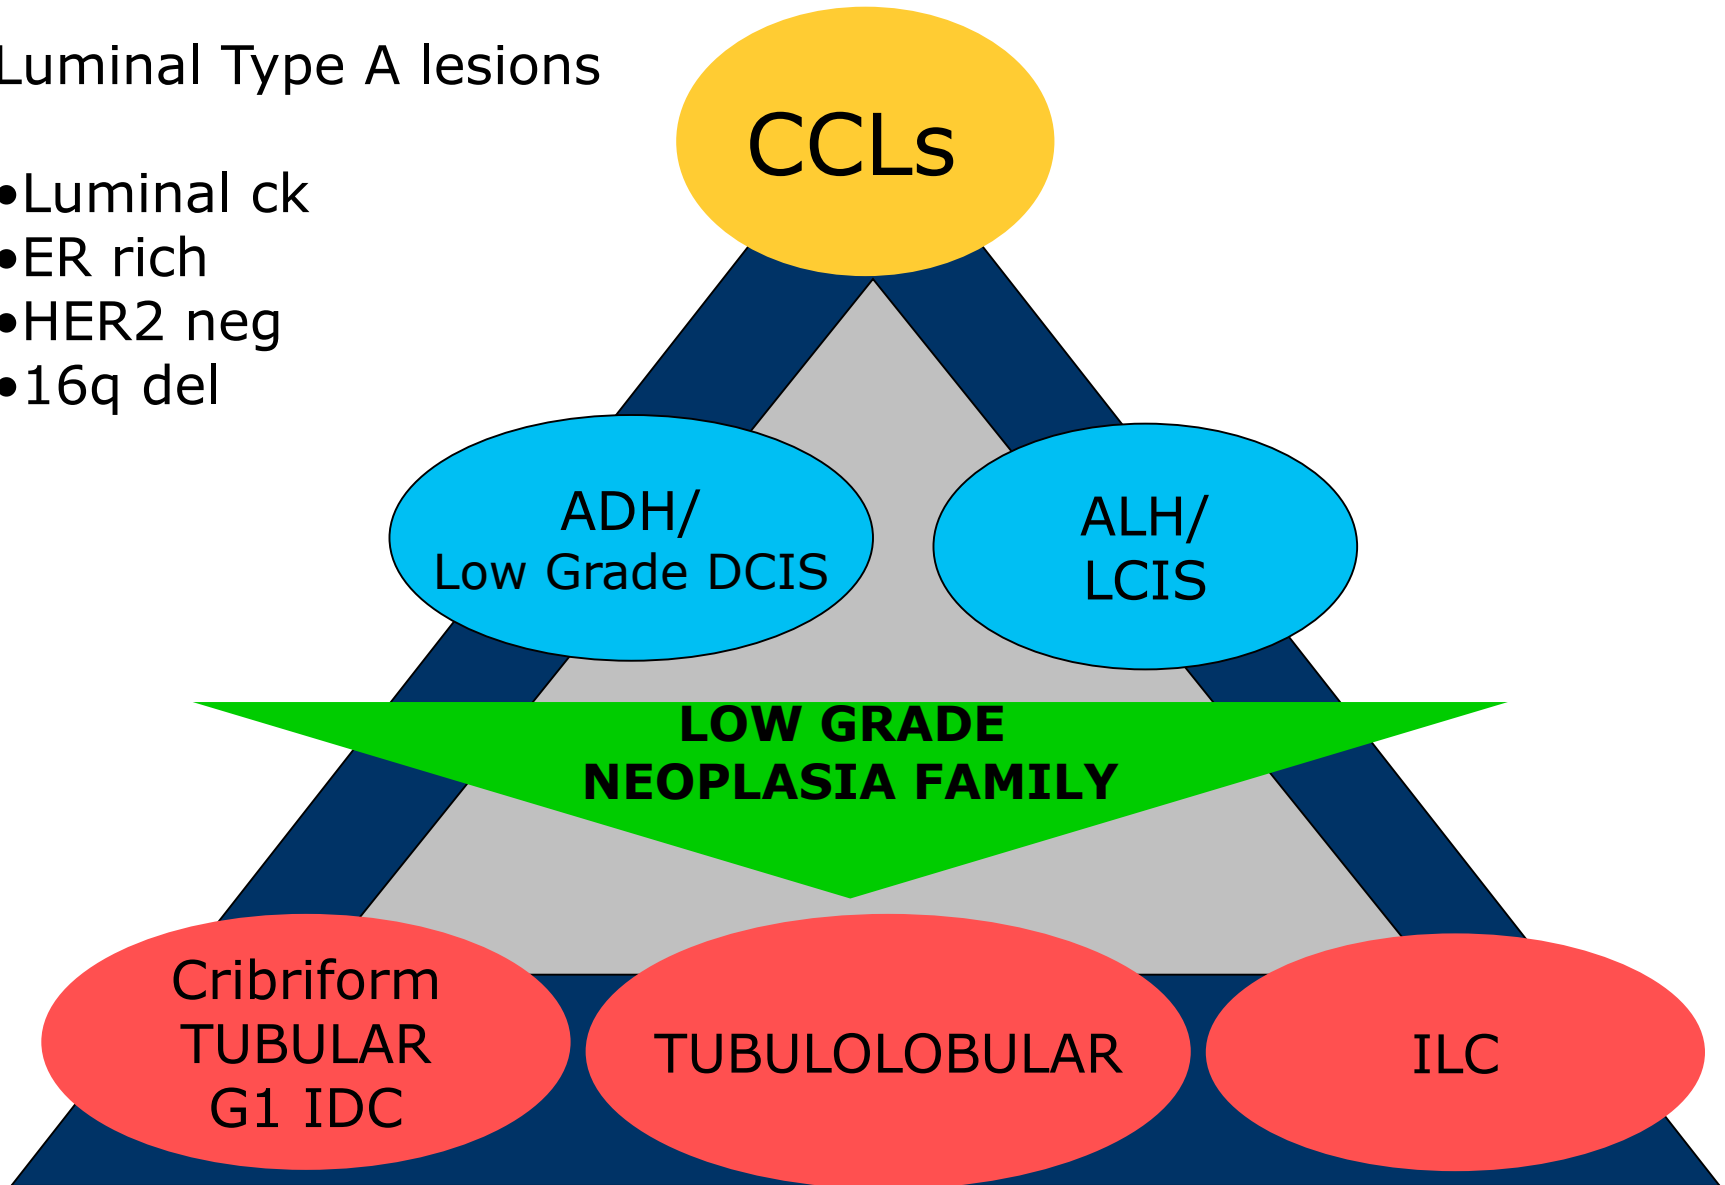 Luminal Type A lesions
•Luminal ck
•ER rich
•HER2 neg
•16q del
CCLs
ADH/
Low Grade DCIS
ALH/
LCIS
LOW GRADE
NEOPLASIA FAMILY
Cribriform
TUBULAR
G1 IDC
TUBULOLOBULAR
ILC